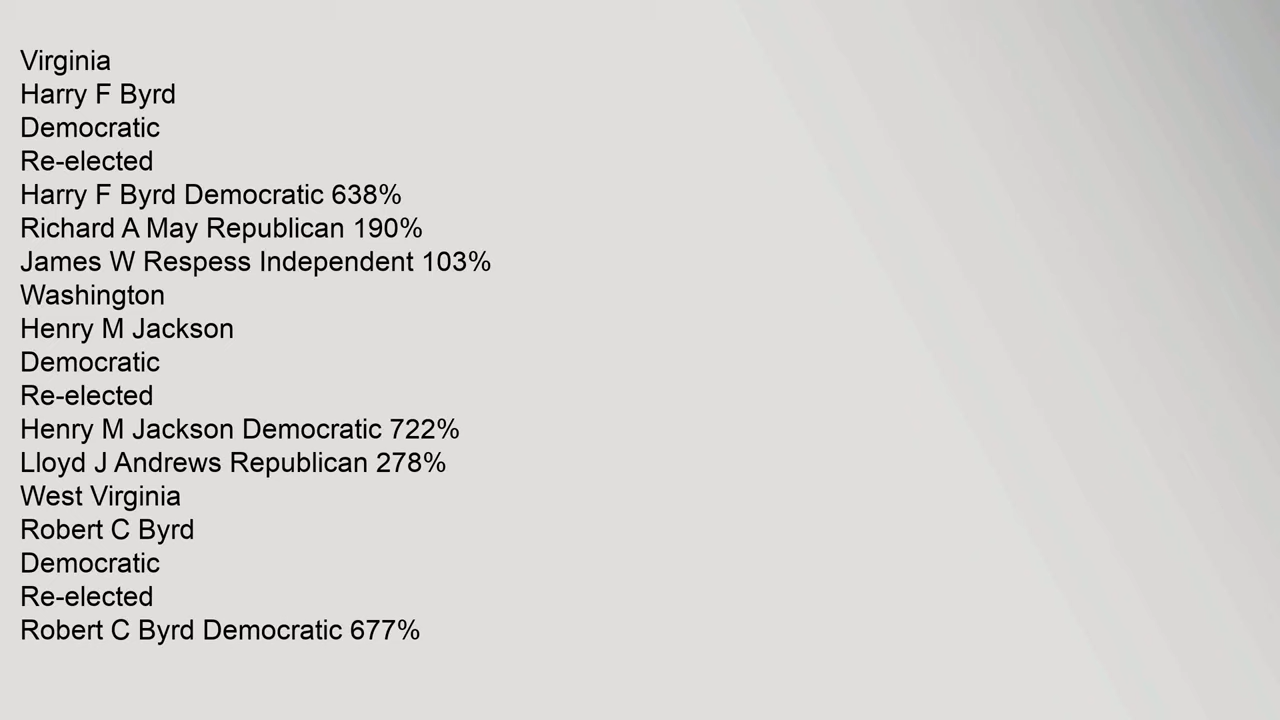 Virginia
Harry F Byrd
Democratic
Re-elected
Harry F Byrd Democratic 638%
Richard A May Republican 190%
James W Respess Independent 103%
Washington
Henry M Jackson
Democratic
Re-elected
Henry M Jackson Democratic 722%
Lloyd J Andrews Republican 278%
West Virginia
Robert C Byrd
Democratic
Re-elected
Robert C Byrd Democratic 677%